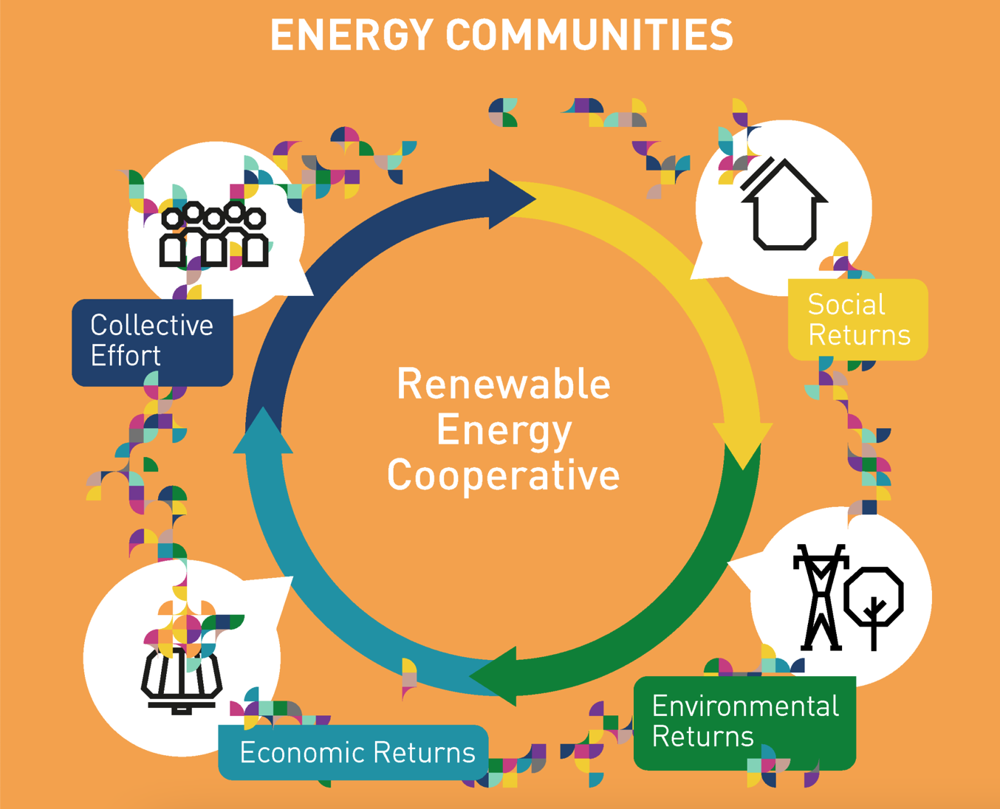 ENERGY COMMUNITIES
Collective
Effort
Social
Returns
Renewable
Energy
Cooperative
Environmental
Returns
Economic Returns